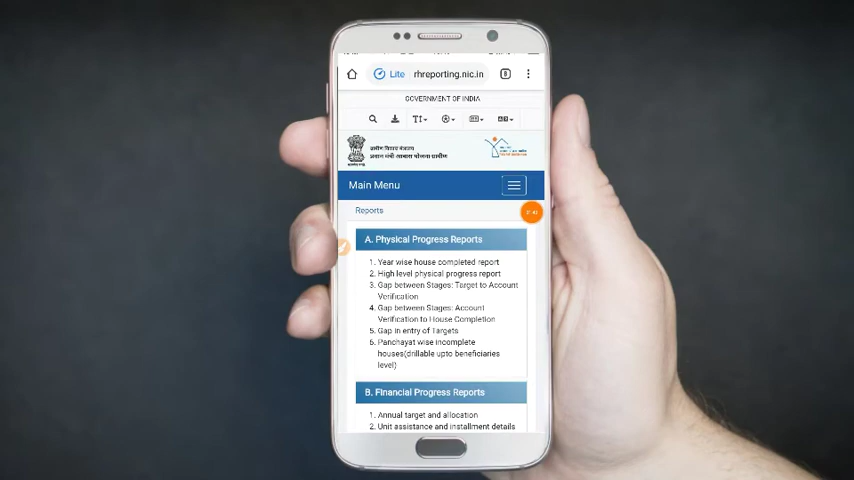 Lite
rhreporting.nic.in
8
GOVERNMENT OF INDIA
ग्रामीण विकास मंत्रालय
Main Menu
Reports
A. Physical Progress Reports
1. Year wise house completed report
2. High level physical progress report
3. Gap between Stages: Target to Account
Verification
4. Gap between Stages: Account
Verification to House Completion
5. Gap in entry of Targets
6. Panchayat wise incomplete
houses(drillable upto beneficiaries
level)
B. Financial Progress Reports
1. Annual target and allocation
2. Unit assistance and installment details